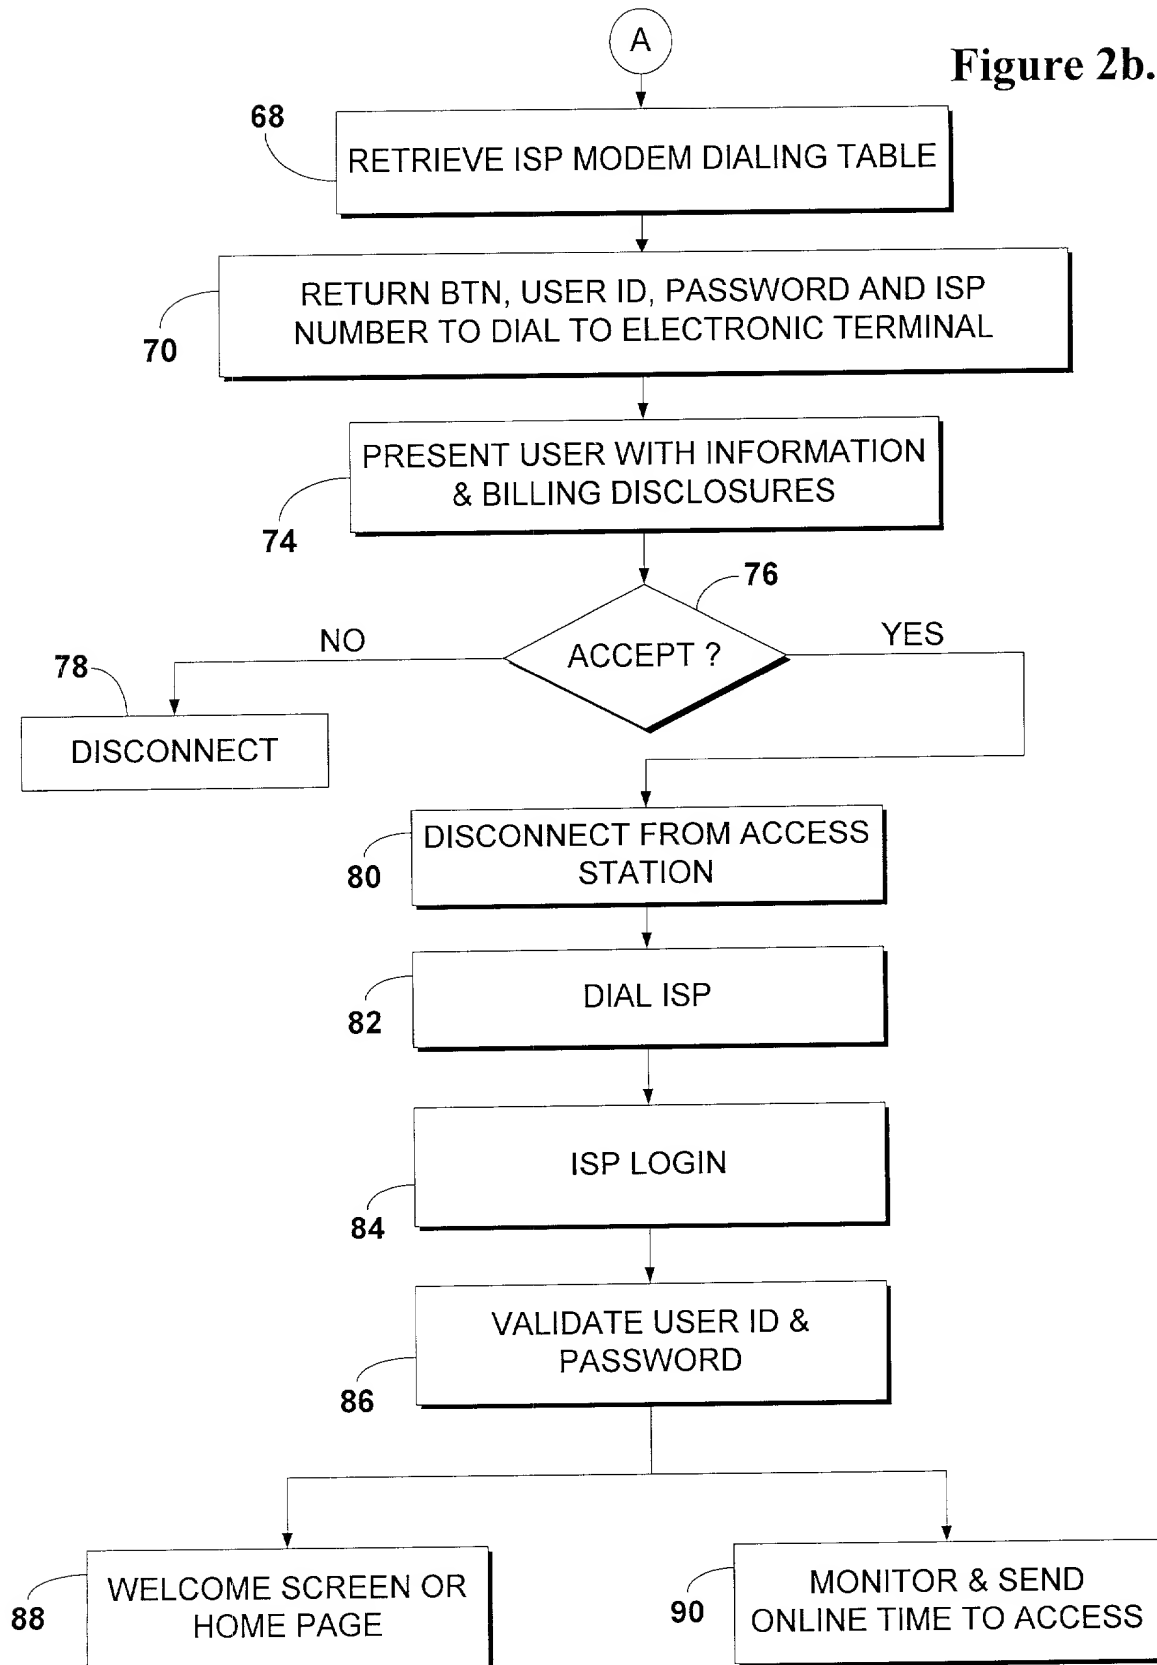 A
Figure 2b.
68
RETRIEVE ISP MODEM DIALING TABLE
RETURN BTN, USER ID, PASSWORD AND ISP
NUMBER TO DIAL TO ELECTRONIC TERMINAL
70
PRESENT USER WITH INFORMATION
& BILLING DISCLOSURES
74
76
NO
ACCEPT ?
YES
78
DISCONNECT
DISCONNECT FROM ACCESS
STATION
80
DIAL ISP
82
ISP LOGIN
84
VALIDATE USER ID &
PASSWORD
86
WELCOME SCREEN OR
HOME PAGE
88
MONITOR & SEND
ONLINE TIME TO ACCESS
90